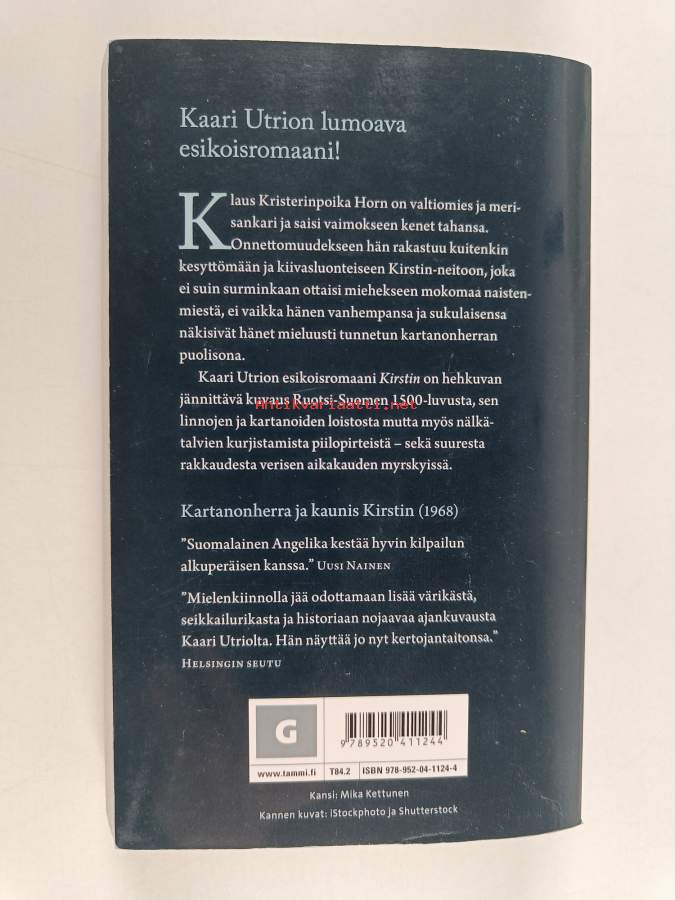 Kaari Utrion lumoava
esikoisromaani!
Klaus Kristerinpoika Horn on valtiomies ja meri-
sankari ja saisi vaimokseen kenet tahansa.
Onnettomuudekseen hän rakastuu kuitenkin
kesyttömään ja kiivasluonteiseen Kirstin-neitoon, joka
ei suin surminkaan ottaisi miehekseen mokomaa naisten-
miestä, ei vaikka hänen vanhempansa ja sukulaisensa
näkisivät hänet mieluusti tunnetun kartanonherran
puolisona.
Kaari Utrion esikoisromaani Kirstin on hehkuvan
jännittävä kuvaus Ruotsi-Suomen 1500-luvusta, sen
Antikvariaatti.net
linnojen ja kartanoiden loistosta mutta myös nälkä-
talvien kurjistamista piilopirteistä – sekä suuresta
rakkaudesta verisen aikakauden myrskyissä.
Kartanonherra ja kaunis Kirstin (1968)
”Suomalainen Angelika kestää hyvin kilpailun
alkuperäisen kanssa.” Uusi Nainen
”Mielenkiinnolla jää odottamaan lisää värikästä,
seikkailurikasta ja historiaan nojaavaa ajankuvausta
Kaari Utriolta. Hän näyttää jo nyt kertojantaitonsa.”
Helsingin seutu
G
9 789520 411244
www.tammi.fi T84.2 ISBN 978-952-04-1124-4
Kansi: Mika Kettunen
Kannen kuvat: iStockphoto ja Shutterstock